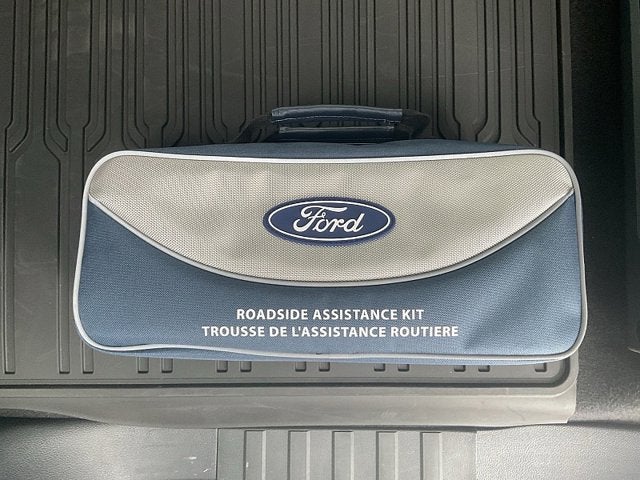 Ford
ROADSIDE ASSISTANCE KIT
TROUSSE DE L'ASSISTANCE ROUTIERE